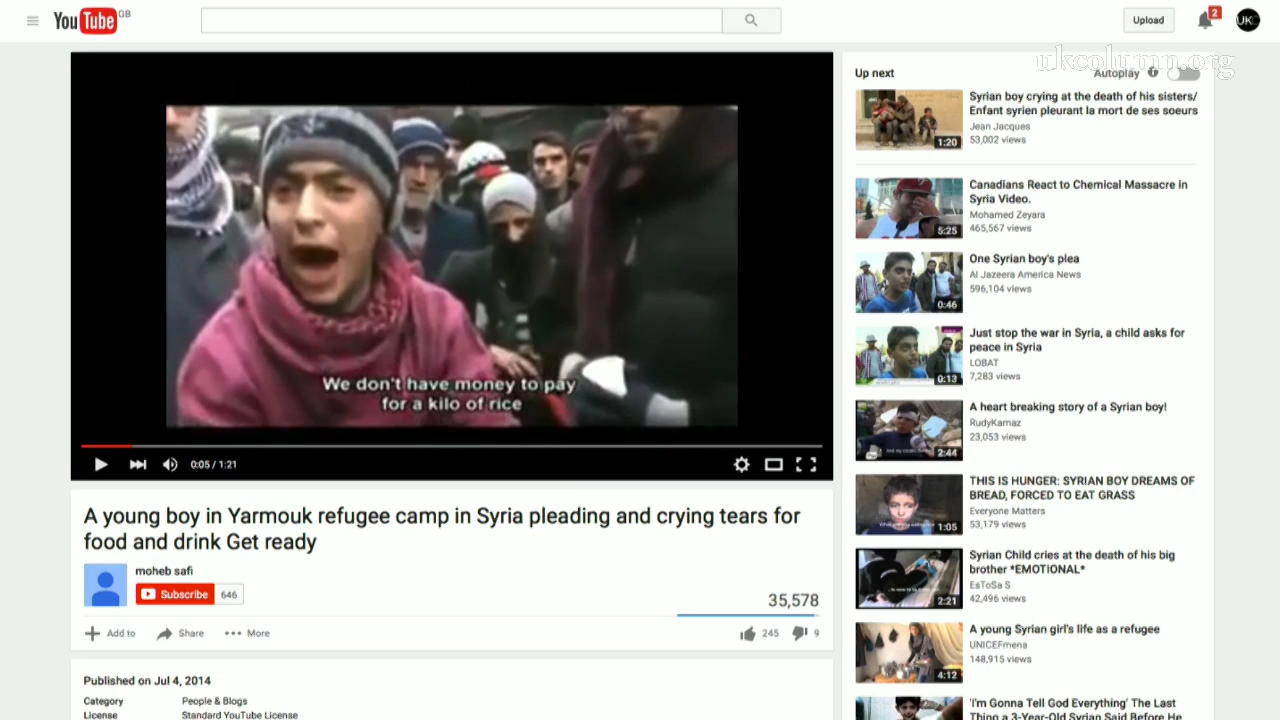 YouTube GB
Upload
2
UKC
ukcolumn.org
We don't have money to pay
for a kilo of rice
0:05 / 1:21
A young boy in Yarmouk refugee camp in Syria pleading and crying tears for
food and drink Get ready
moheb safi
Subscribe 646
35,578
Add to Share More
245 9
Published on Jul 4, 2014
Category People & Blogs
License Standard YouTube License
Up next
Autoplay
Syrian boy crying at the death of his sisters/
Enfant syrien pleurant la mort de ses soeurs
Jean Jacques
53,002 views
1:20
Canadians React to Chemical Massacre in
Syria Video.
Mohamed Zeyara
465,567 views
5:25
One Syrian boy's plea
Al Jazeera America News
596,104 views
0:46
Just stop the war in Syria, a child asks for
peace in Syria
LOBAT
7,283 views
0:13
A heart breaking story of a Syrian boy!
RudyKamaz
23,053 views
2:44
THIS IS HUNGER: SYRIAN BOY DREAMS OF
BREAD, FORCED TO EAT GRASS
Everyone Matters
53,179 views
1:05
Syrian Child cries at the death of his big
brother *EMOTIONAL*
EsToSa S
42,496 views
2:21
A young Syrian girl's life as a refugee
UNICEFmena
148,915 views
4:12
'I'm Gonna Tell God Everything' The Last
Thing a 3-Year-Old Syrian Said Before He